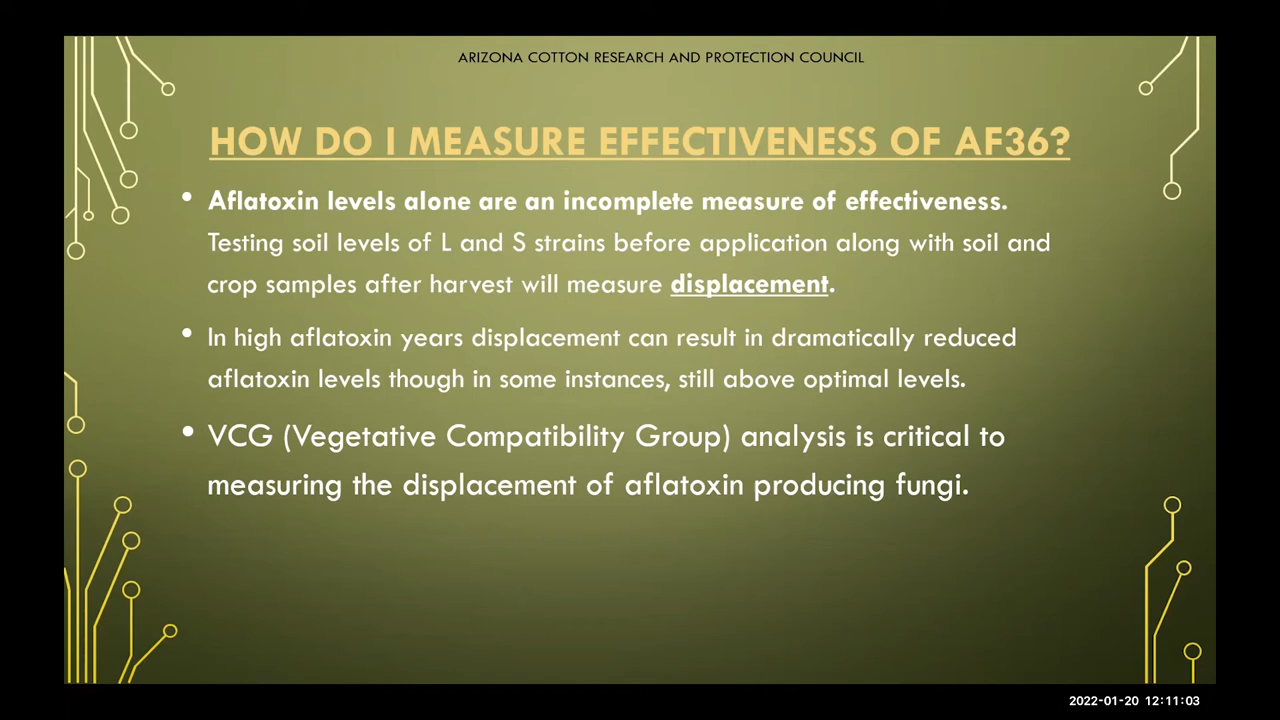 ARIZONA COTTON RESEARCH AND PROTECTION COUNCIL
HOW DO I MEASURE EFFECTIVENESS OF AF36?
• Aflatoxin levels alone are an incomplete measure of effectiveness.
Testing soil levels of L and S strains before application along with soil and
crop samples after harvest will measure displacement.
• In high aflatoxin years displacement can result in dramatically reduced
aflatoxin levels though in some instances, still above optimal levels.
• VCG (Vegetative Compatibility Group) analysis is critical to
measuring the displacement of aflatoxin producing fungi.
2022-01-20 12:11:03